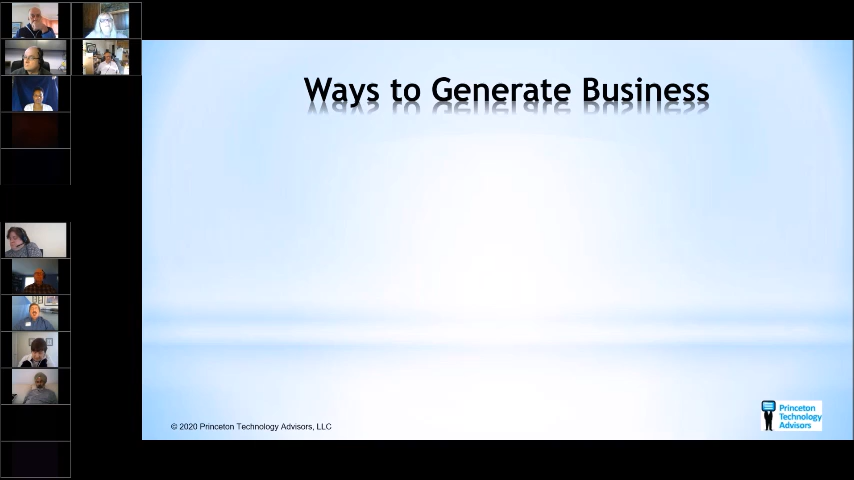 Ways to Generate Business
© 2020 Princeton Technology Advisors, LLC
Princeton
Technology
Advisors